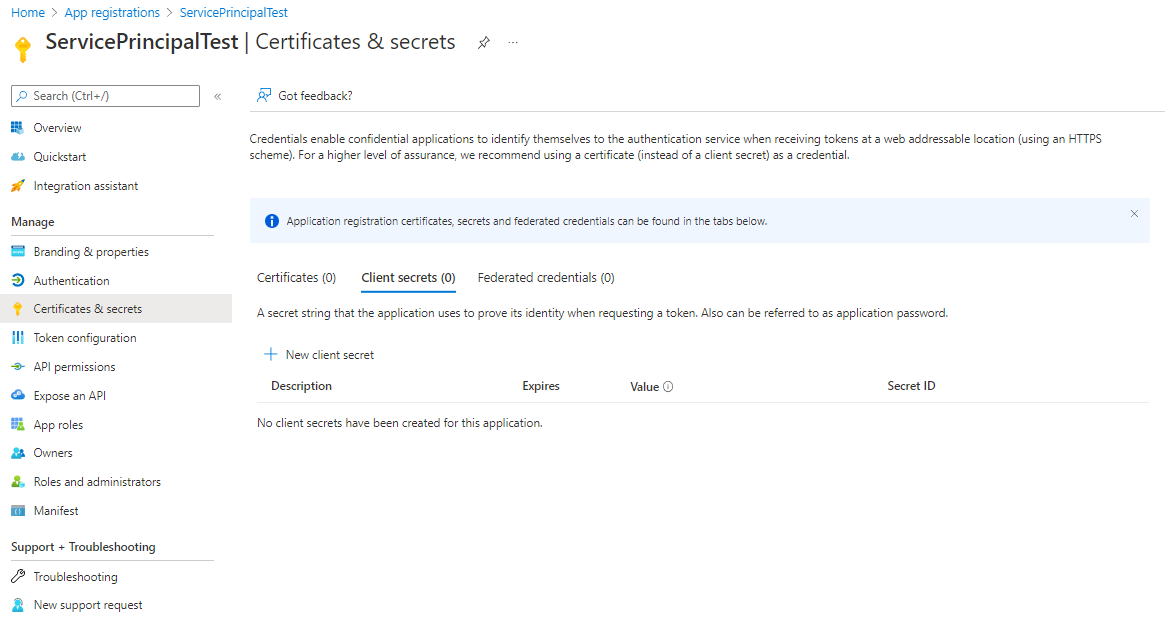 Home > App registrations > ServicePrincipalTest
ServicePrincipalTest | Certificates & secrets
Search (Ctrl+/)
Overview
Quickstart
Integration assistant
Manage
Branding & properties
Authentication
Certificates & secrets
Token configuration
API permissions
Expose an API
App roles
Owners
Roles and administrators
Manifest
Support + Troubleshooting
Troubleshooting
New support request
Got feedback?
Credentials enable confidential applications to identify themselves to the authentication service when receiving tokens at a web addressable location (using an HTTPS
scheme). For a higher level of assurance, we recommend using a certificate (instead of a client secret) as a credential.
Application registration certificates, secrets and federated credentials can be found in the tabs below.
Certificates (0) Client secrets (0) Federated credentials (0)
A secret string that the application uses to prove its identity when requesting a token. Also can be referred to as application password.
New client secret
Description Expires Value Secret ID
No client secrets have been created for this application.